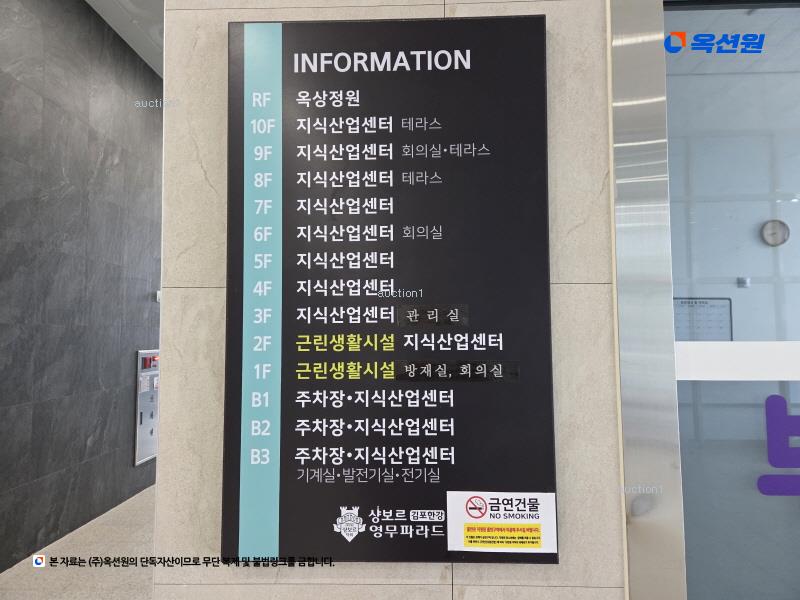 옥션원
INFORMATION
RF 옥상정원
10F 지식산업센터 테라스
9F 지식산업센터 회의실·테라스
8F 지식산업센터 테라스
7F 지식산업센터
6F 지식산업센터 회의실
5F 지식산업센터
4F 지식산업센터
3F 지식산업센터 관리실
2F 근린생활시설 지식산업센터
1F 근린생활시설 방재실, 회의실
B1 주차장·지식산업센터
B2 주차장·지식산업센터
B3 주차장·지식산업센터
기계실·발전기실·전기실
샹보르 김포한강
영무파라드
금연건물
NO SMOKING
auction1
auction1
auction1
본 자료는 (주)옥션원의 단독자산이므로 무단 복제 및 불법링크를 금합니다.